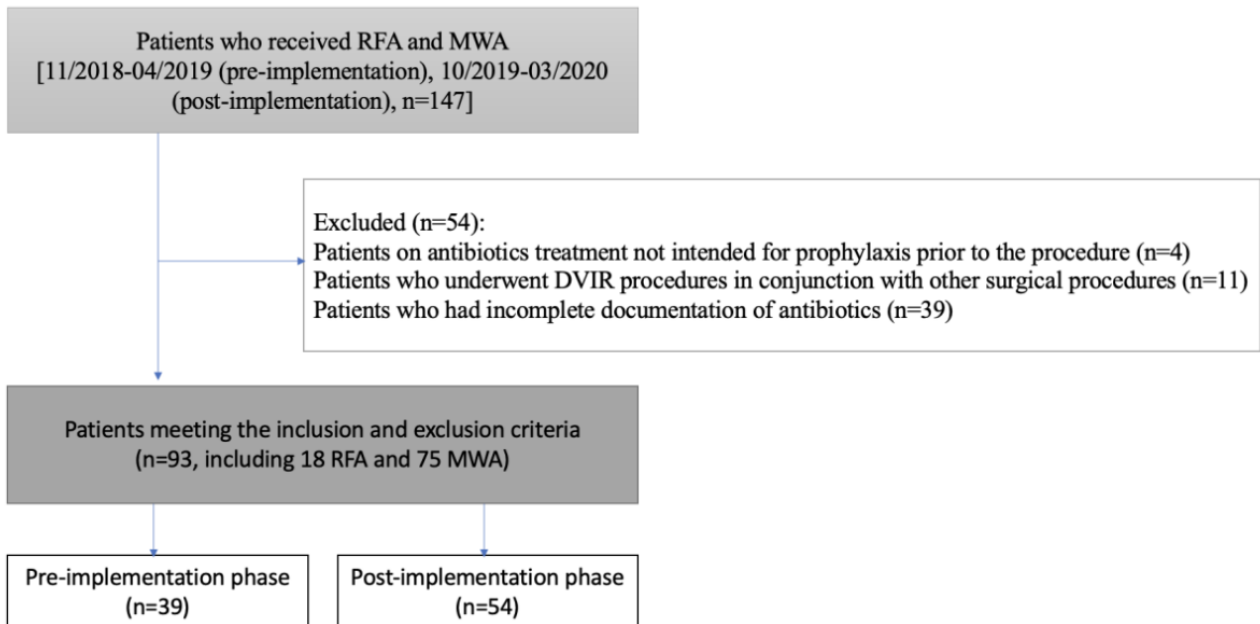 Patients who received RFA and MWA
[11/2018-04/2019 (pre-implementation), 10/2019-03/2020
(post-implementation), n=147]
Excluded (n=54):
Patients on antibiotics treatment not intended for prophylaxis prior to the procedure (n=4)
Patients who underwent DVIR procedures in conjunction with other surgical procedures (n=11)
Patients who had incomplete documentation of antibiotics (n=39)
Patients meeting the inclusion and exclusion criteria
(n=93, including 18 RFA and 75 MWA)
Pre-implementation phase
(n=39)
Post-implementation phase
(n=54)